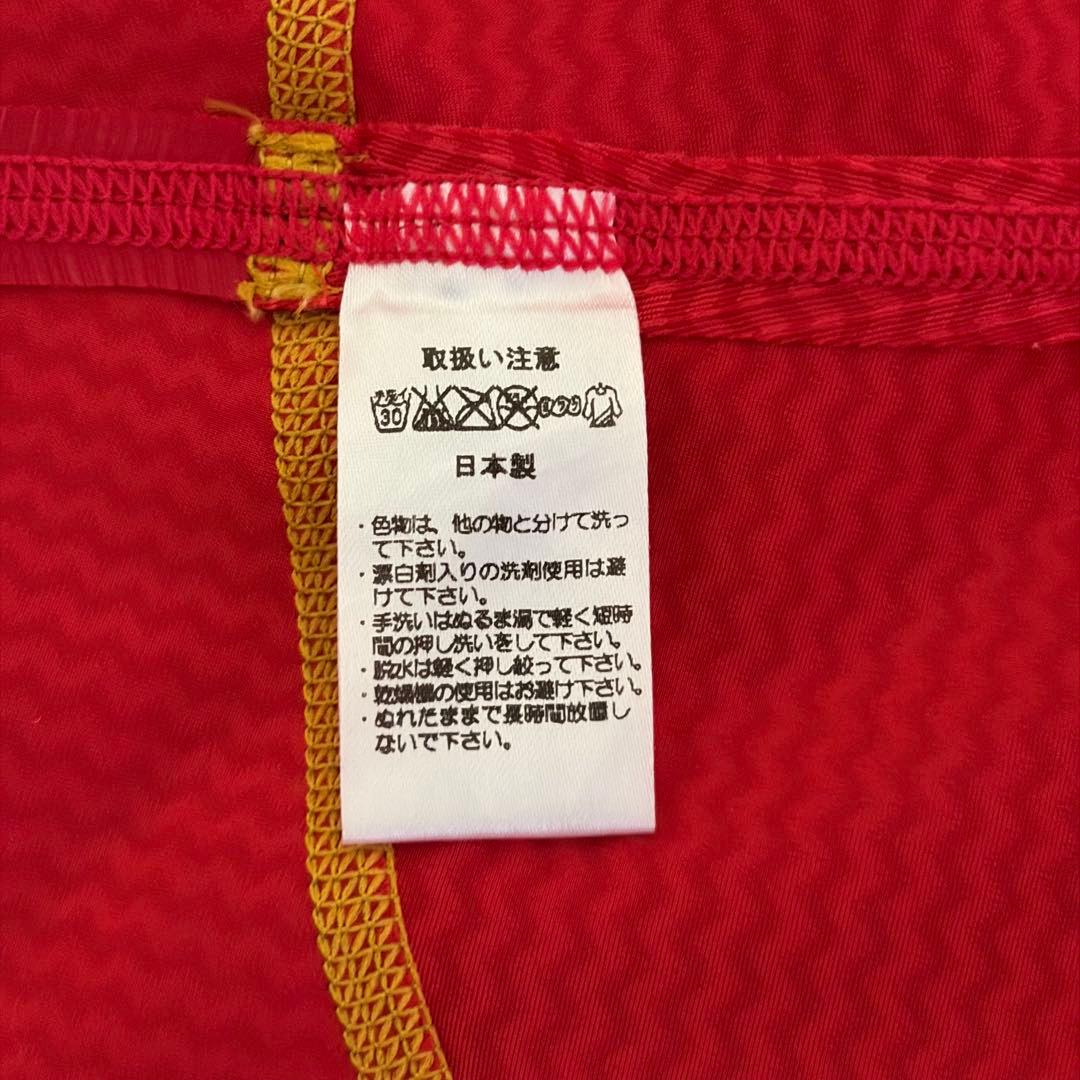 取扱い注意
手洗イ
30
日本製
・色物は、他の物と分けて洗っ
て下さい。
・漂白剤入りの洗剤使用は避
けて下さい。
・手洗いはぬるま湯で軽く短時
間の押し洗いをして下さい。
・脱水は軽く押し絞って下さい。
・乾燥機の使用はお避け下さい。
・ぬれたままで長時間放置し
ないで下さい。